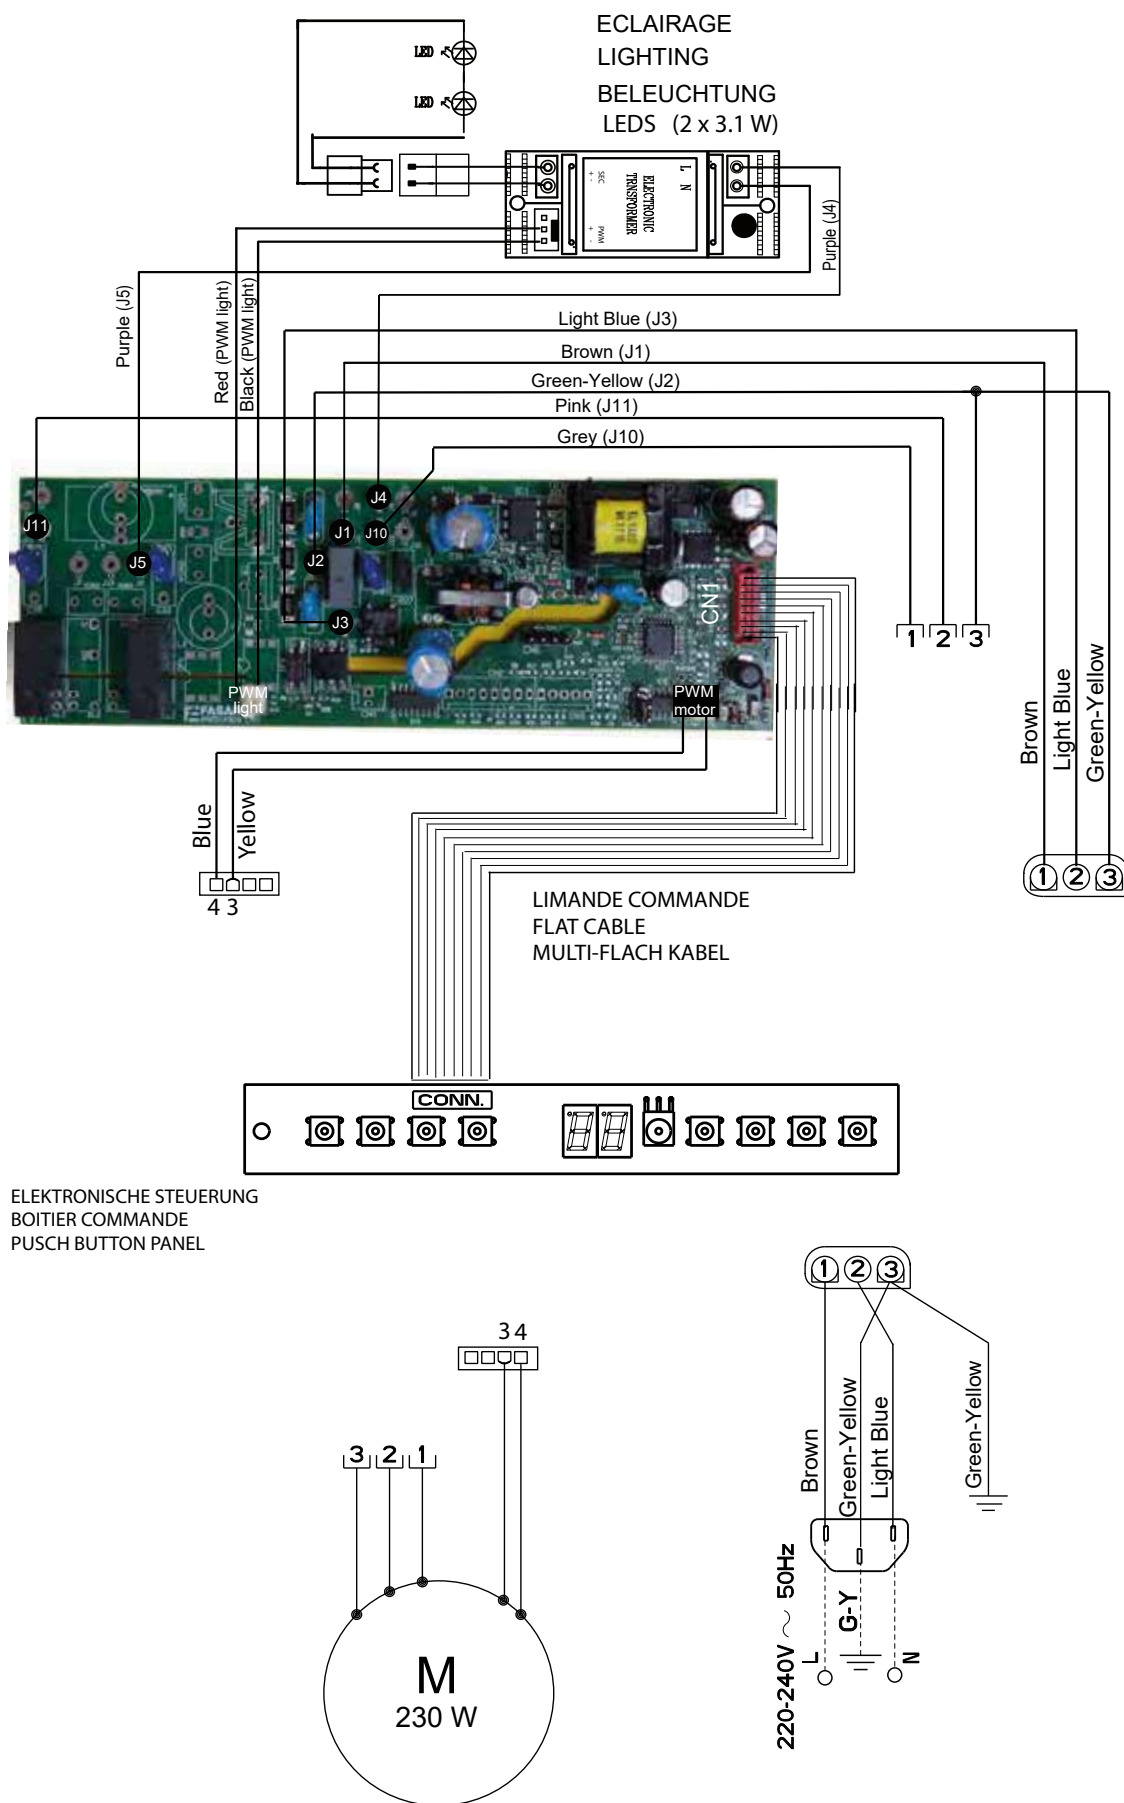 ECLAIRAGE
LIGHTING
BELEUCHTUNG
LEDS (2 x 3.1 W)
LED
LED
L N
SEC
+ -
ELECTRONIC
TRNSFORMER
PWM
+ -
Purple (J4)
Purple (J5)
Red (PWM light)
Black (PWM light)
Light Blue (J3)
Brown (J1)
Green-Yellow (J2)
Pink (J11)
Grey (J10)
J11
J5
J4
J1
J10
J2
J3
CN1
PWM
light
PWM
motor
1 2 3
Brown
Light Blue
Green-Yellow
1 2 3
Blue
Yellow
4 3
LIMANDE COMMANDE
FLAT CABLE
MULTI-FLACH KABEL
CONN.
ELEKTRONISCHE STEUERUNG
BOITIER COMMANDE
PUSCH BUTTON PANEL
3 4
3 2 1
M
230 W
1 2 3
Brown
Green-Yellow
Light Blue
Green-Yellow
220-240V ~ 50Hz
L
G-Y
N